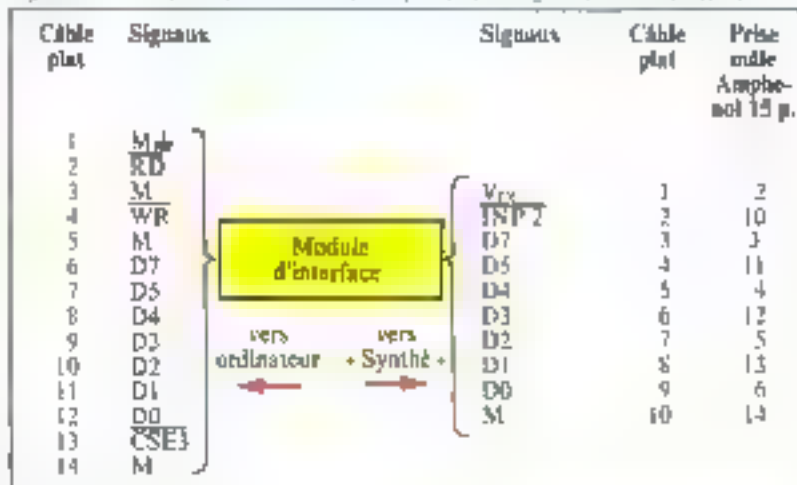 Câble Signaux Signaux Câble Prise
plat plat mâle
Amphe-
nol 15 p.
1 M
2 RD
3 M VCC 1 2
4 WR INP 2 2 10
5 M Module D7 3 3
6 D7 d'interface D5 4 11
7 D5 D4 5 4
8 D4 D3 6 12
9 D3 vers vers D2 7 5
10 D2 ordinateur « Synthé » D1 8 13
11 D1 D0 9 6
12 D0 M 10 14
13 CSE3
14 M